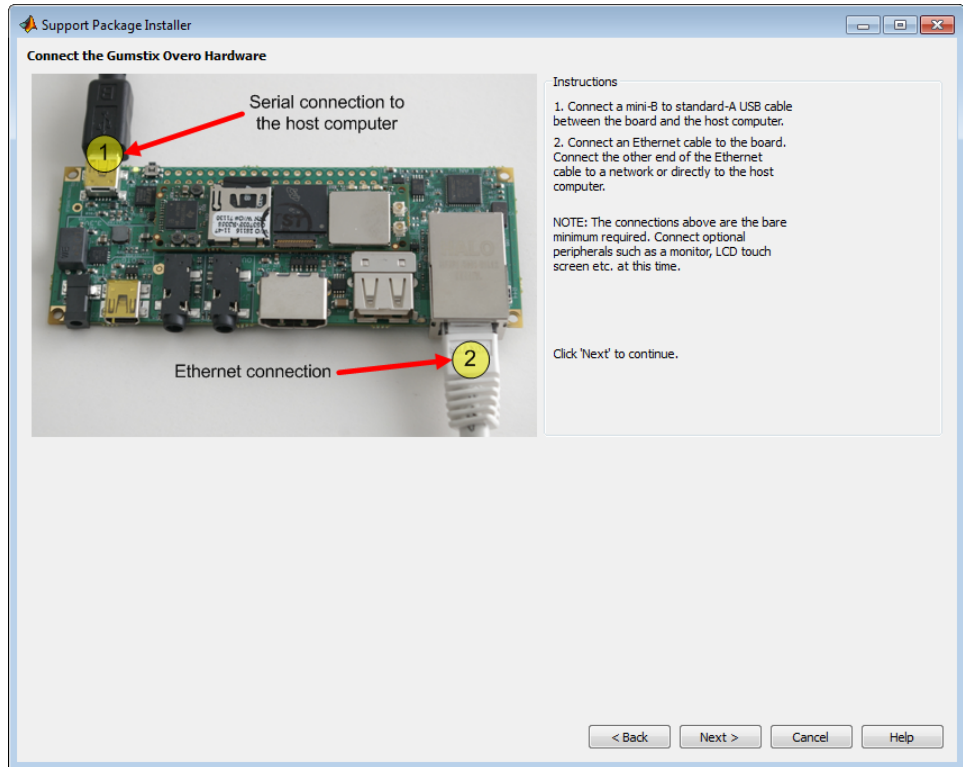 Support Package Installer
Connect the Gumstix Overo Hardware
Serial connection to
the host computer
1
Ethernet connection
2
HALO
Instructions
1. Connect a mini-B to standard-A USB cable
between the board and the host computer.
2. Connect an Ethernet cable to the board.
Connect the other end of the Ethernet
cable to a network or directly to the host
computer.
NOTE: The connections above are the bare
minimum required. Connect optional
peripherals such as a monitor, LCD touch
screen etc. at this time.
Click 'Next' to continue.
< Back
Next >
Cancel
Help